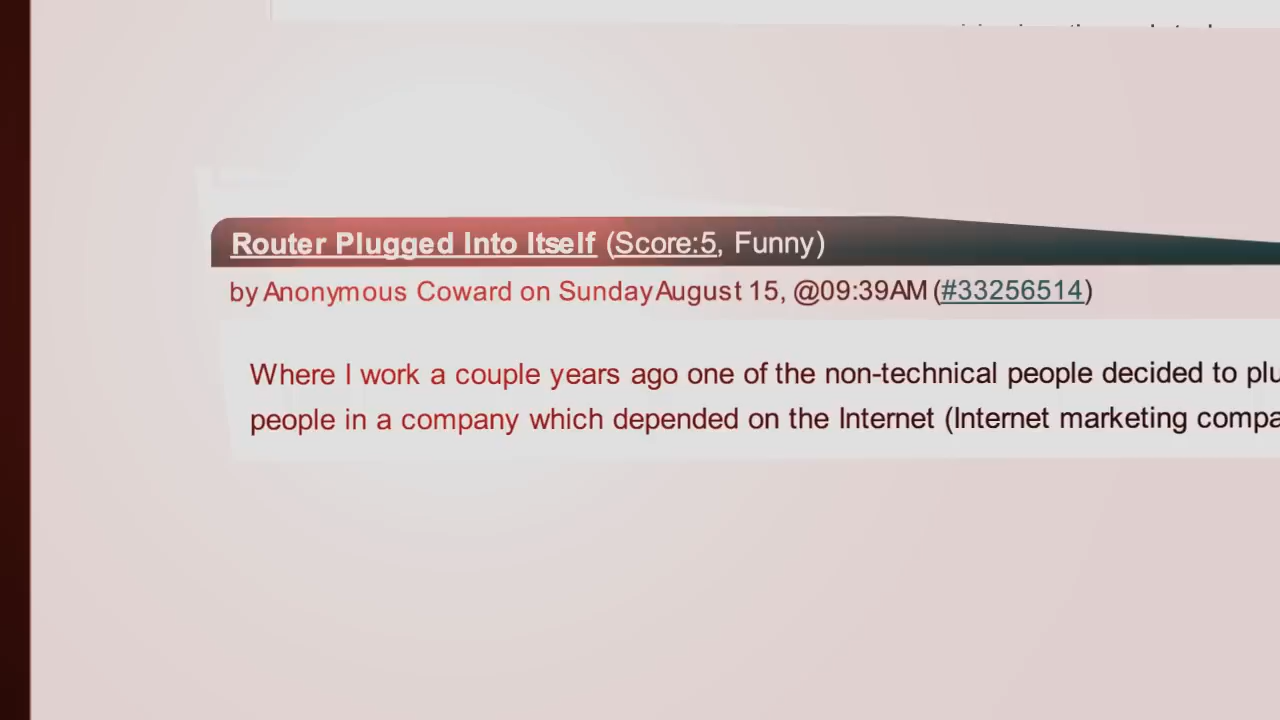 Router Plugged Into Itself (Score:5, Funny)
by Anonymous Coward on Sunday August 15, @09:39AM (#33256514)
Where I work a couple years ago one of the non-technical people decided to plu
people in a company which depended on the Internet (Internet marketing compa